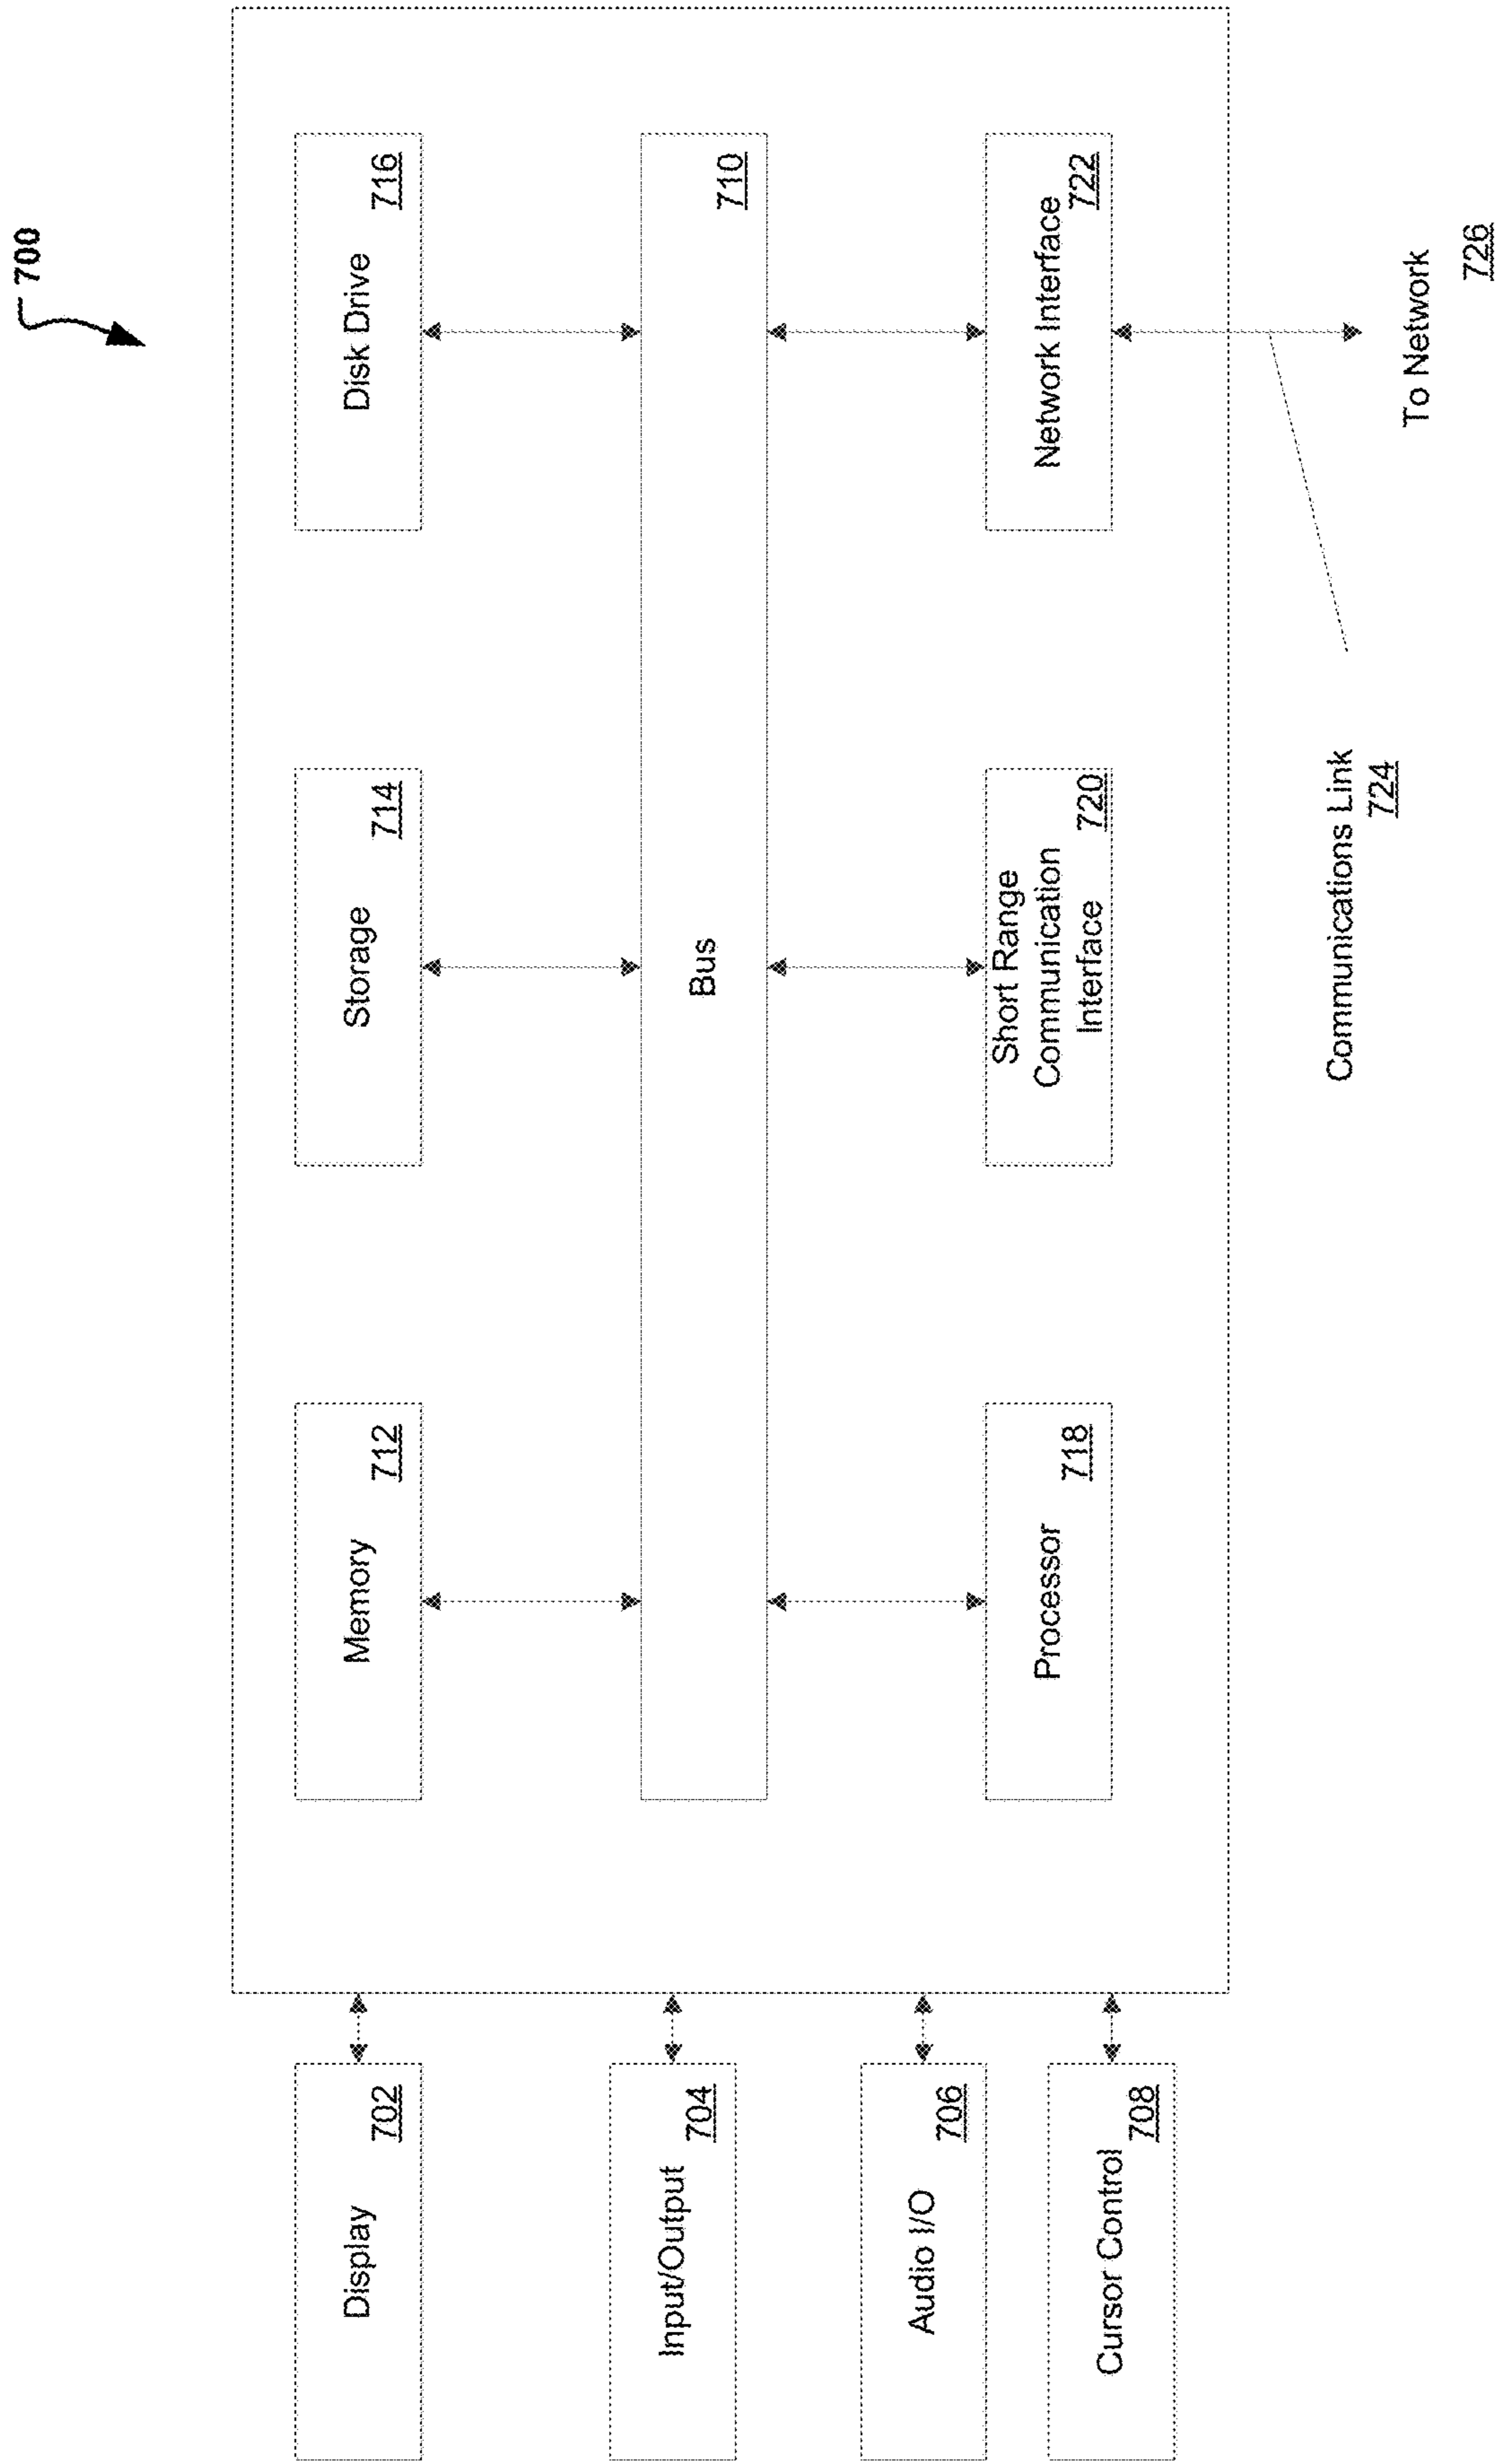 700
Display
702
Memory
712
Storage
714
Disk Drive
716
Input/Output
704
Bus
710
Audio I/O
706
Cursor Control
708
Processor
718
Short Range
Communication
Interface
720
Network Interface
722
Communications Link
724
To Network
726